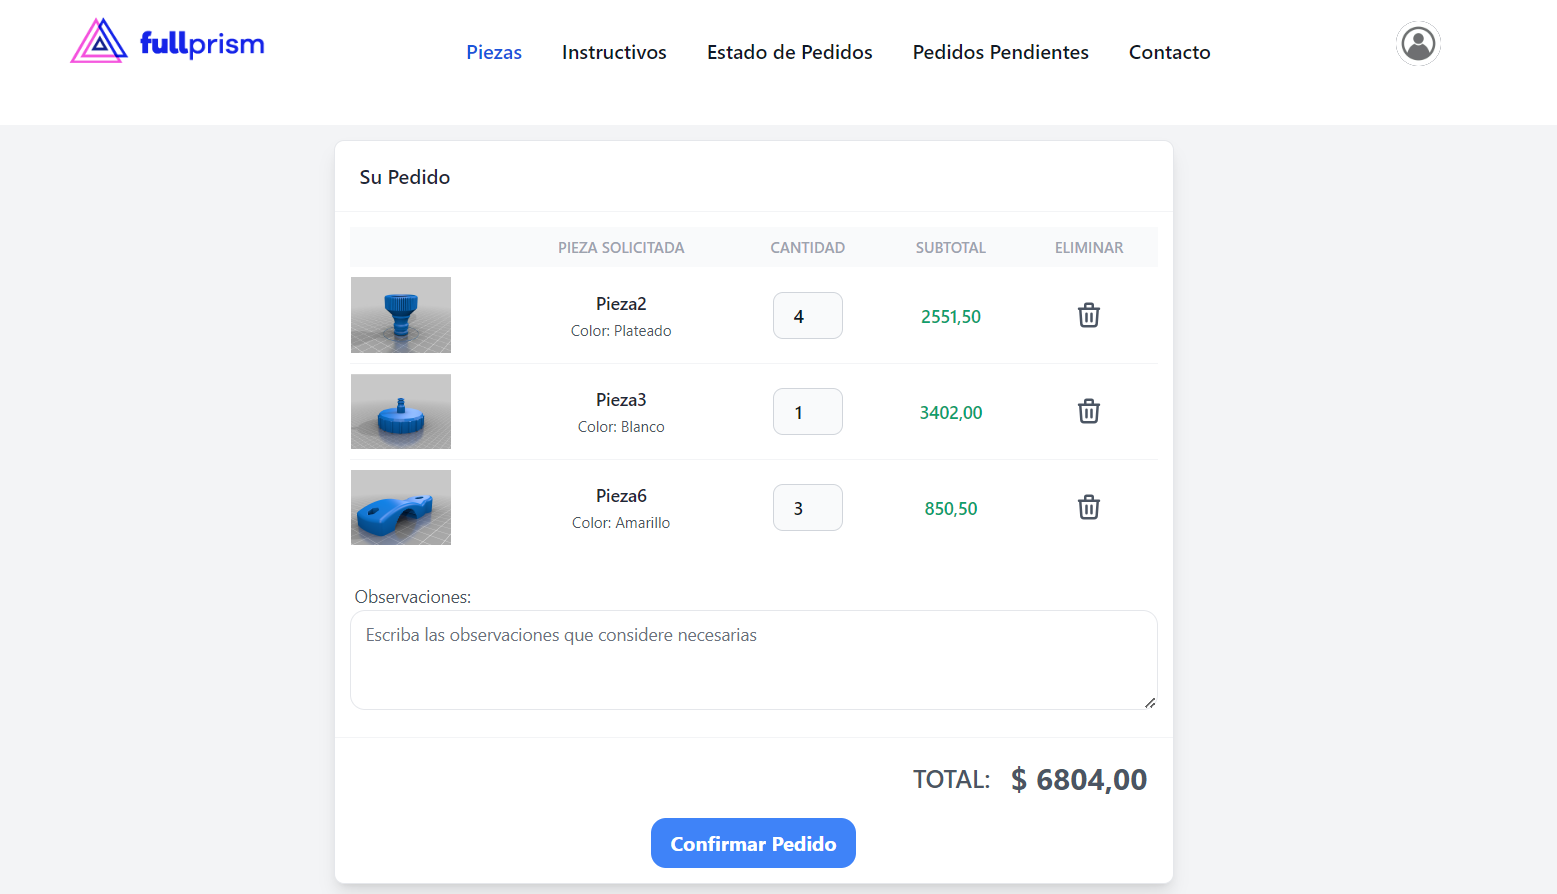 fullprism
Piezas Instructivos Estado de Pedidos Pedidos Pendientes Contacto
Su Pedido
PIEZA SOLICITADA CANTIDAD SUBTOTAL ELIMINAR
Pieza2
Color: Plateado
4
2551,50
Pieza3
Color: Blanco
1
3402,00
Pieza6
Color: Amarillo
3
850,50
Observaciones:
Escriba las observaciones que considere necesarias
TOTAL: $ 6804,00
Confirmar Pedido